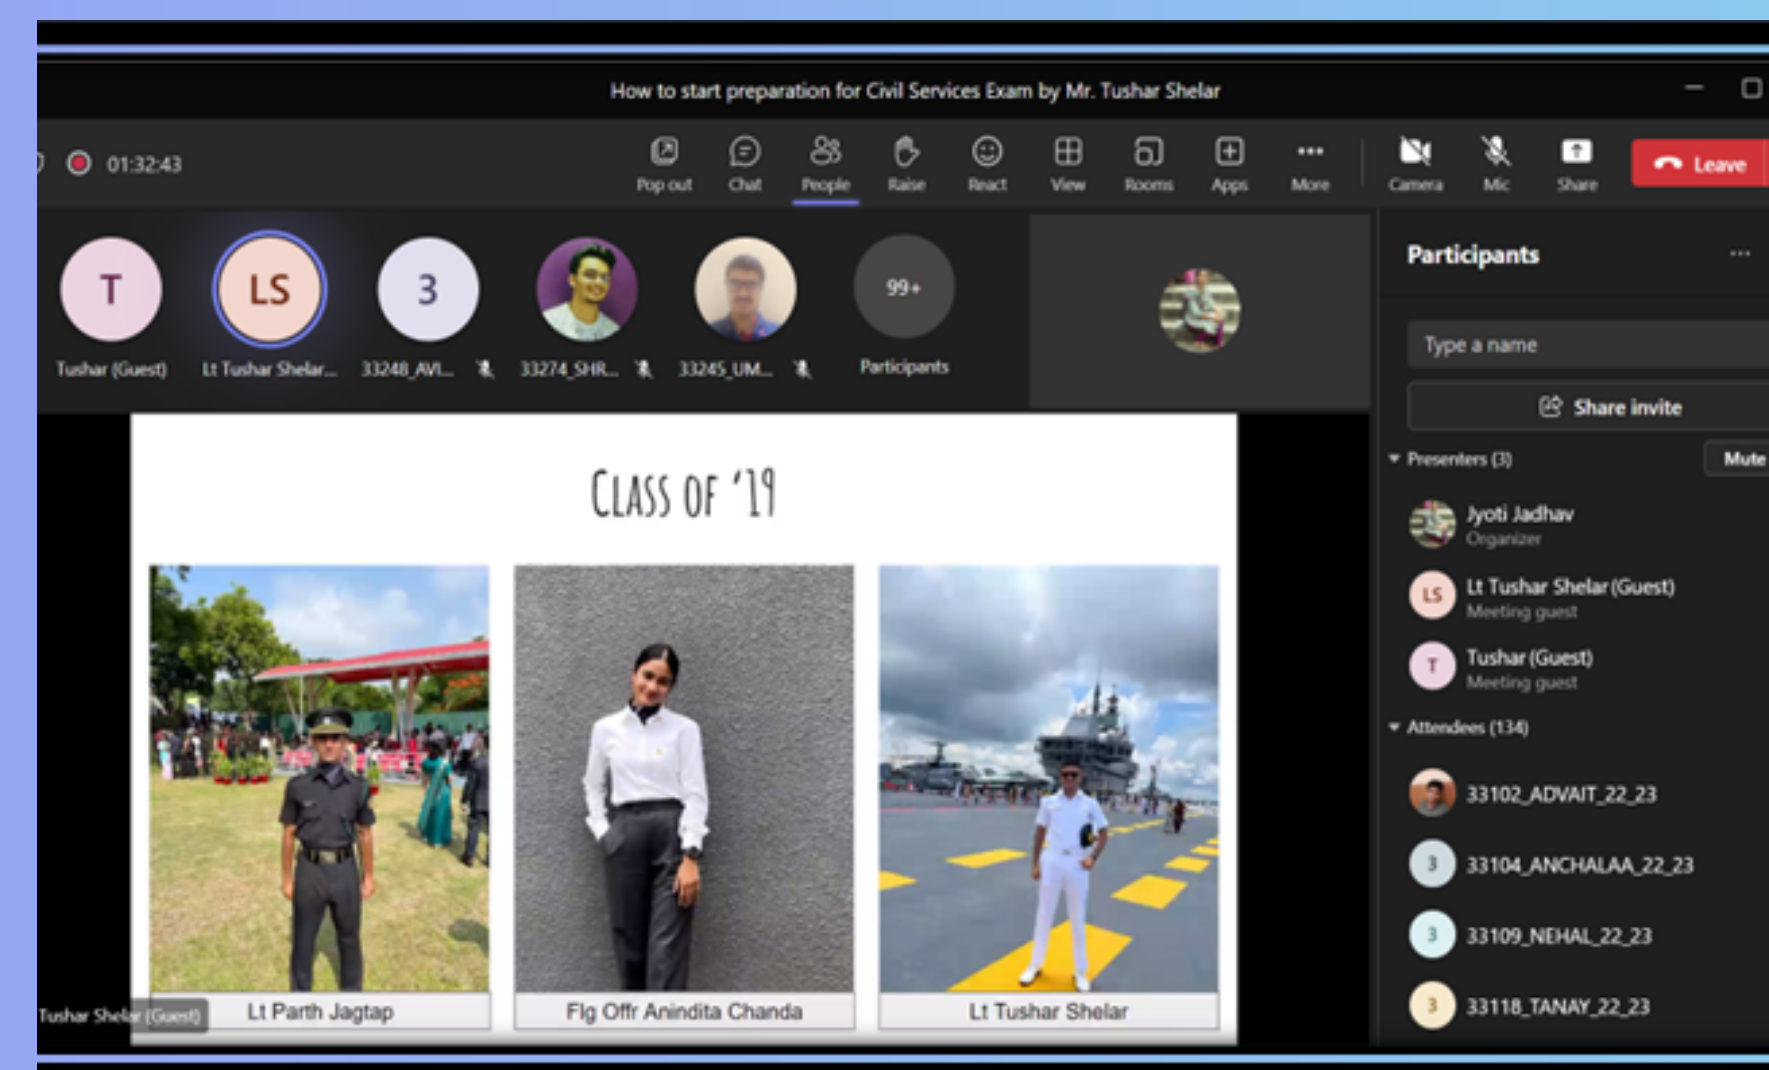 How to start preparation for Civil Services Exam by Mr. Tushar Shelar
01:32:43
Pop out Chat People Raise React View Rooms Apps More Camera Mic Share Leave
T LS 3 99+
Tushar (Guest) Lt Tushar Shelar... 33248_AVI... 33274_SHR... 33245_UM... Participants
Participants
Type a name
Share invite
Presenters (3) Mute
Jyoti Jadhav
Organizer
LS Lt Tushar Shelar (Guest)
Meeting guest
T Tushar (Guest)
Meeting guest
Attendees (134)
33102_ADVAIT_22_23
3 33104_ANCHALAA_22_23
3 33109_NEHAL_22_23
3 33118_TANAY_22_23
CLASS OF ‘19
Lt Parth Jagtap
Flg Offr Anindita Chanda
Lt Tushar Shelar
Tushar Shelar (Guest)